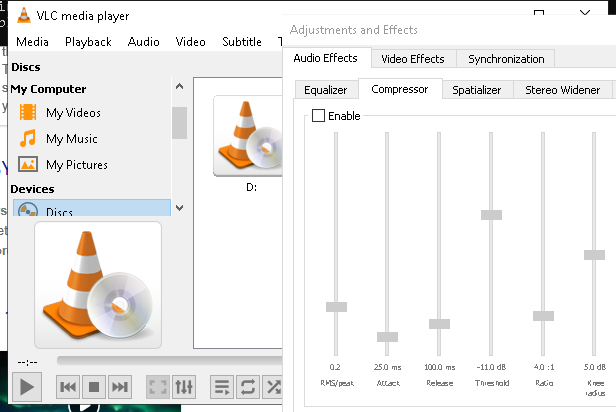 VLC media player
Media Playback Audio Video Subtitle
Discs
My Computer
My Videos
My Music
My Pictures
Devices
Discs
D:
--:--
Adjustments and Effects
Audio Effects Video Effects Synchronization
Equalizer Compressor Spatializer Stereo Widener
Enable
0.2 25.0 ms 100.0 ms -11.0 dB 4.0 :1 5.0 dB
RMS/peak Attack Release Threshold Ratio Knee
radius